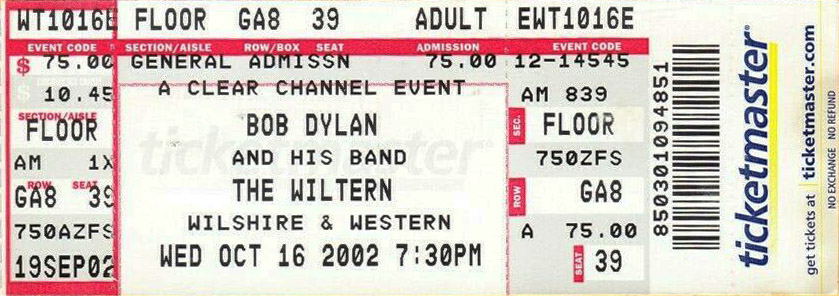 WT1016E FLOOR GA8 39 ADULT EWT1016E
EVENT CODE SECTION/AISLE ROW/BOX SEAT ADMISSION EVENT CODE
$ 75.00 GENERAL ADMISSN 75.00 12-14545
10.45 A CLEAR CHANNEL EVENT AM 839
SECTION/AISLE
FLOOR BOB DYLAN SEC. FLOOR
AM 1X AND HIS BAND 750ZFS
ROW SEAT
GA8 39 THE WILTERN ROW GA8
750AZFS WILSHIRE & WESTERN A 75.00
19SEP02 WED OCT 16 2002 7:30PM SEAT 39
ticketmaster
850301094851
ticketmaster®
get tickets at ticketmaster.com
NO EXCHANGE NO REFUND